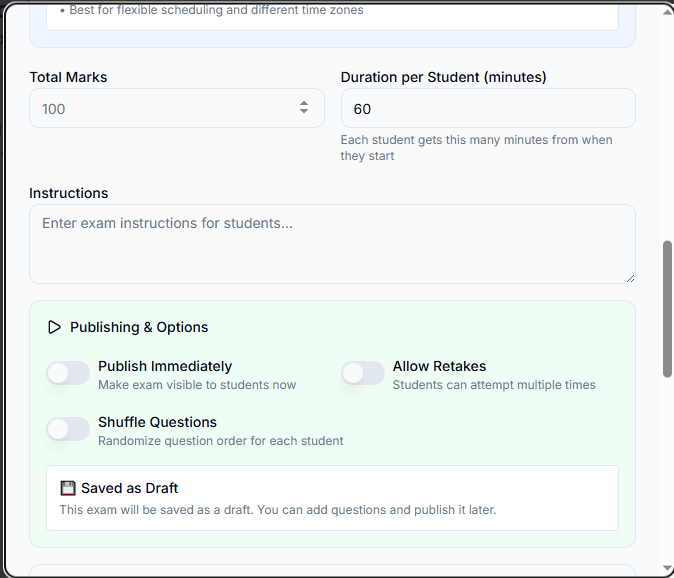 • Best for flexible scheduling and different time zones
Total Marks
100
Duration per Student (minutes)
60
Each student gets this many minutes from when
they start
Instructions
Enter exam instructions for students...
Publishing & Options
Publish Immediately
Make exam visible to students now
Allow Retakes
Students can attempt multiple times
Shuffle Questions
Randomize question order for each student
💾 Saved as Draft
This exam will be saved as a draft. You can add questions and publish it later.